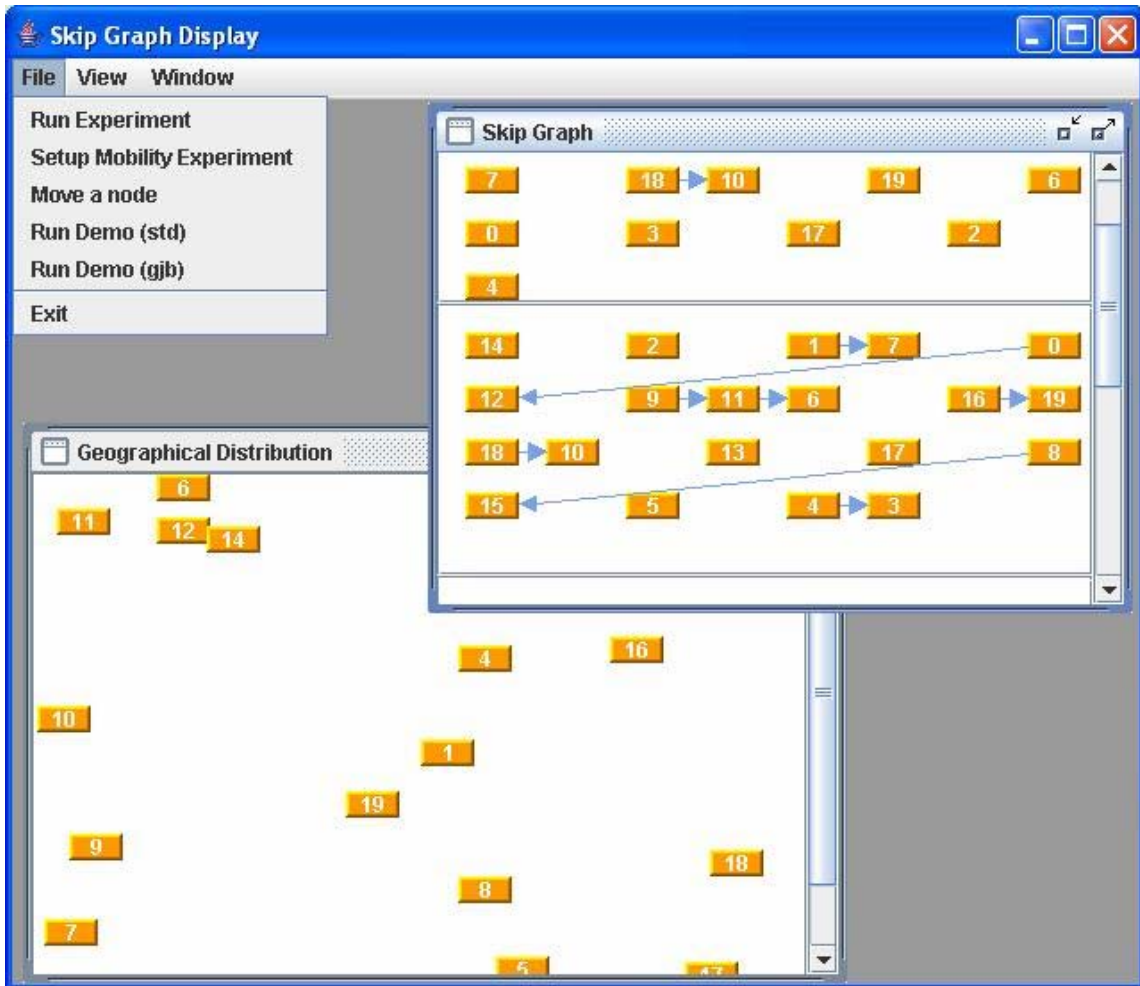 Skip Graph Display
File View Window
Run Experiment
Setup Mobility Experiment
Move a node
Run Demo (std)
Run Demo (gjb)
Exit
Skip Graph
7 18 10 19 6
0 3 17 2
4
14 2 1 7 0
12 9 11 6 16 19
18 10 13 17 8
15 5 4 3
Geographical Distribution
6
11 12 14
4 16
10
1
19
9
18
8
7
5 17